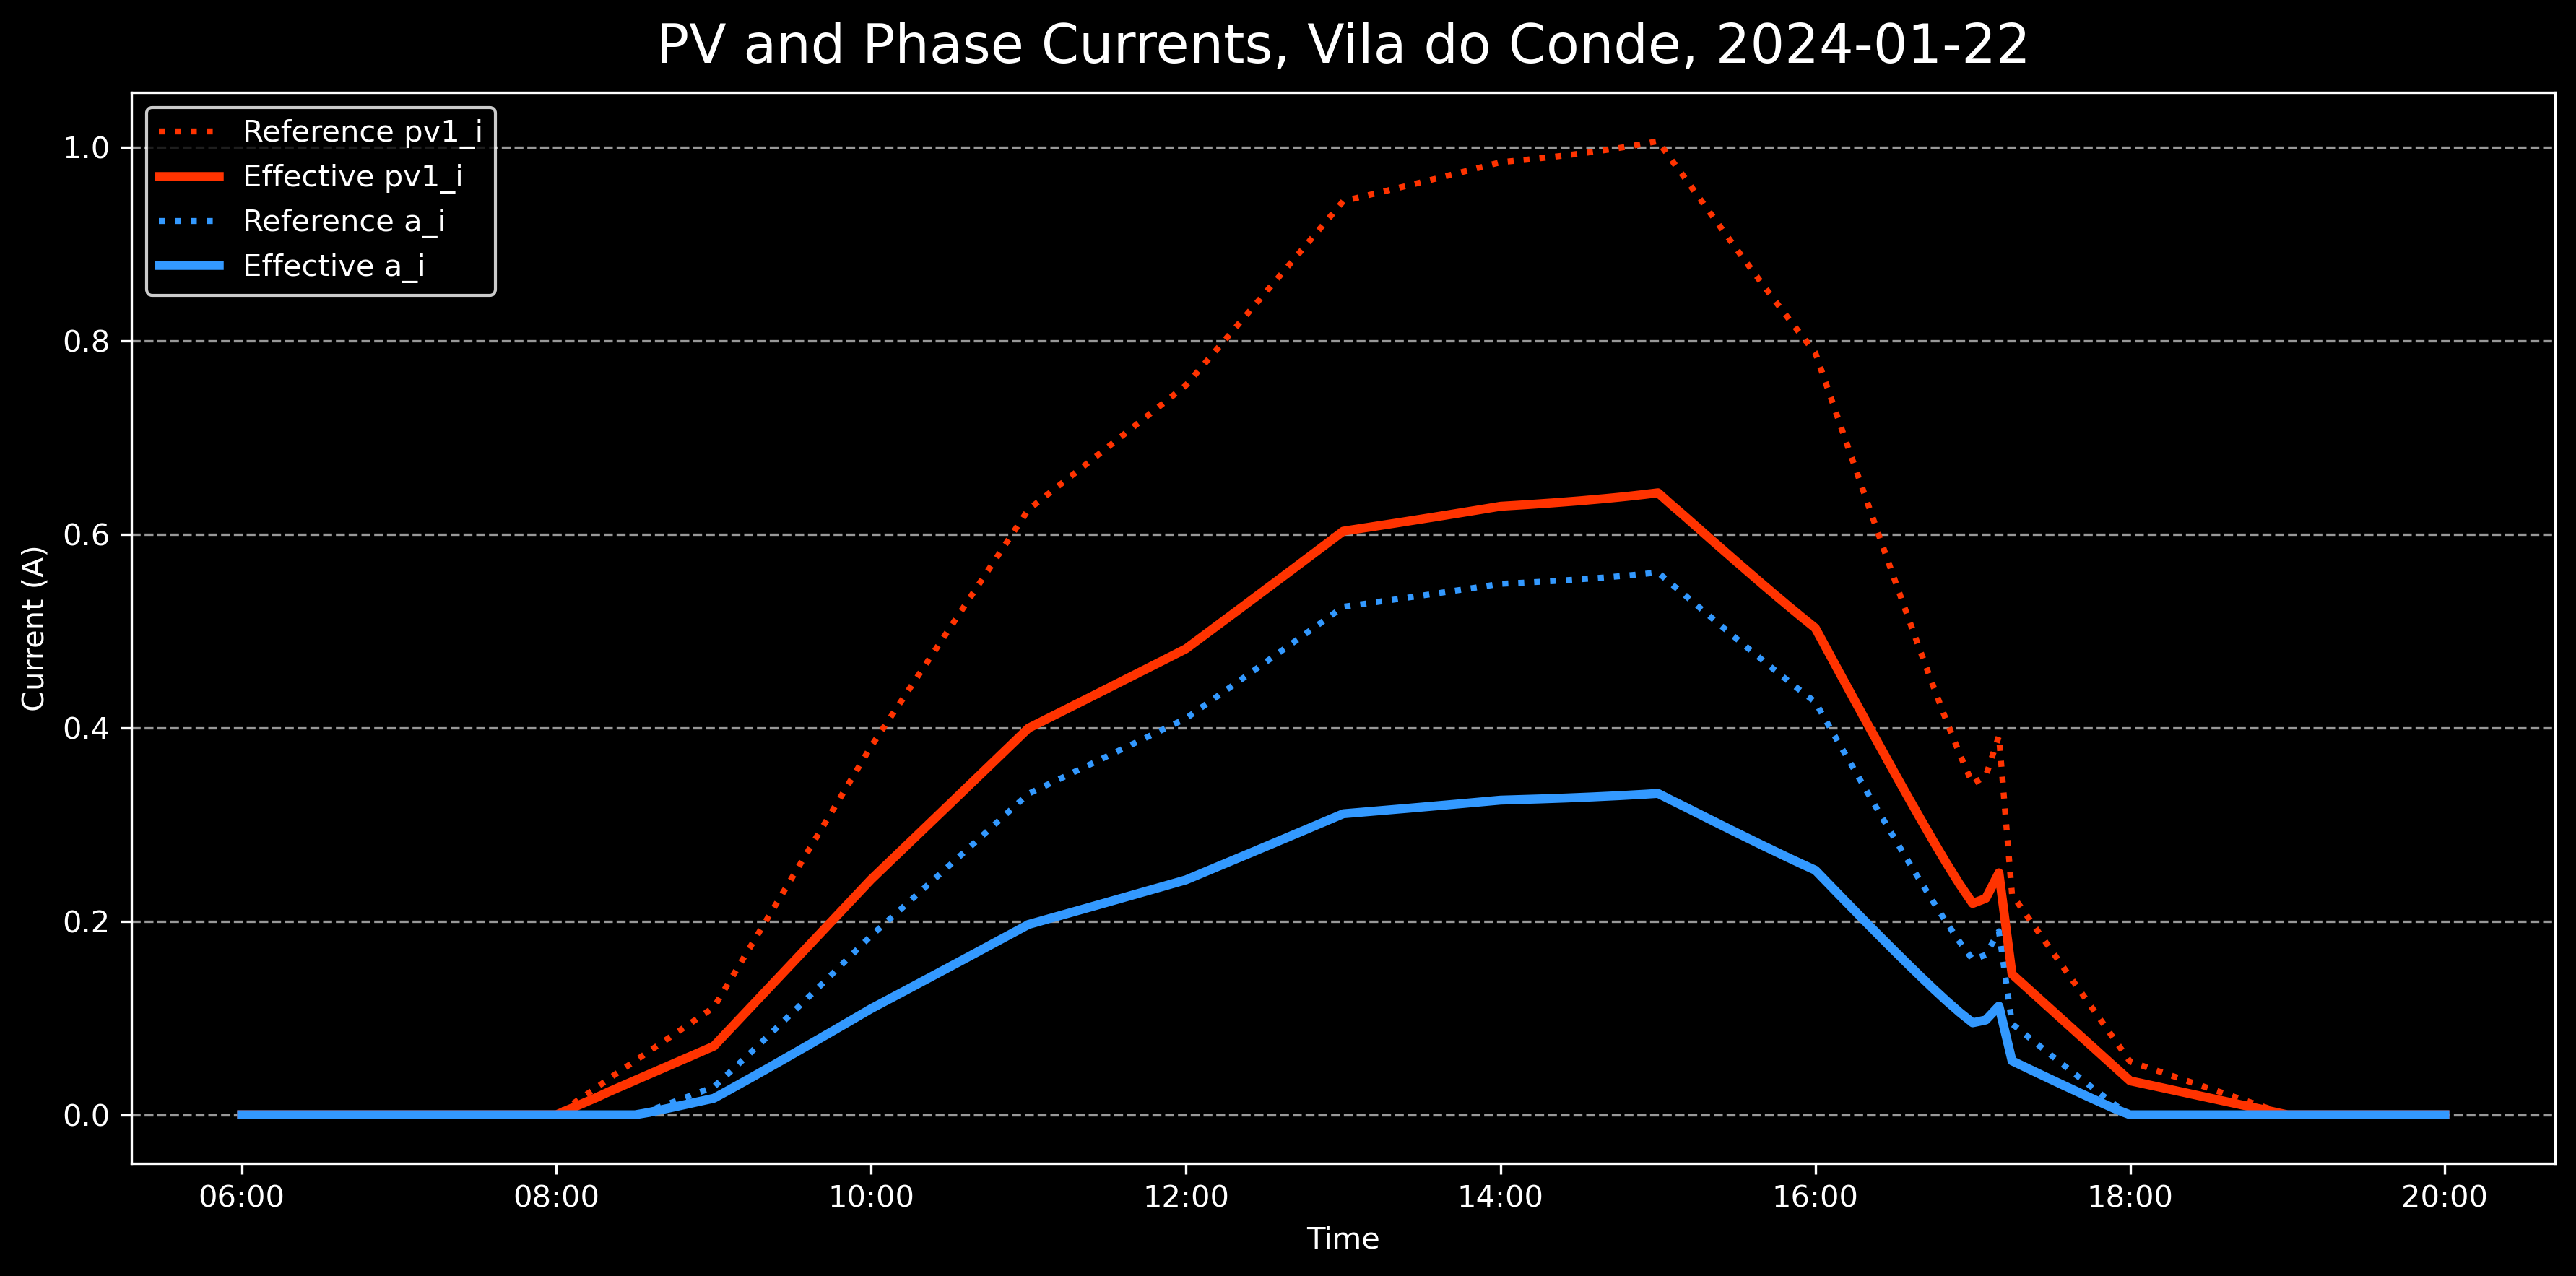 PV and Phase Currents, Vila do Conde, 2024-01-22
Reference pv1_i
Effective pv1_i
Reference a_i
Effective a_i
1.0
0.8
0.6
0.4
0.2
0.0
Current (A)
06:00 08:00 10:00 12:00 14:00 16:00 18:00 20:00
Time